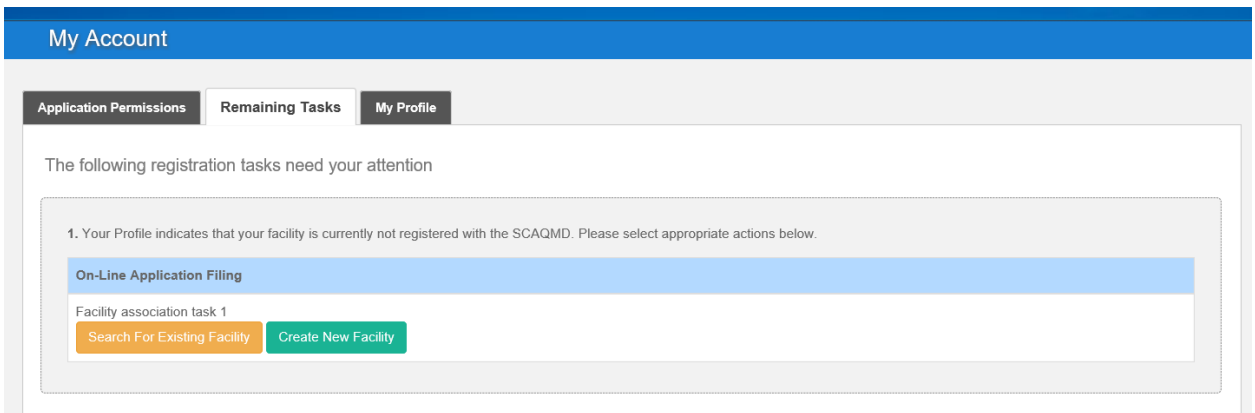 My Account
Application Permissions
Remaining Tasks
My Profile
The following registration tasks need your attention
1. Your Profile indicates that your facility is currently not registered with the SCAQMD. Please select appropriate actions below.
On-Line Application Filing
Facility association task 1
Search For Existing Facility
Create New Facility